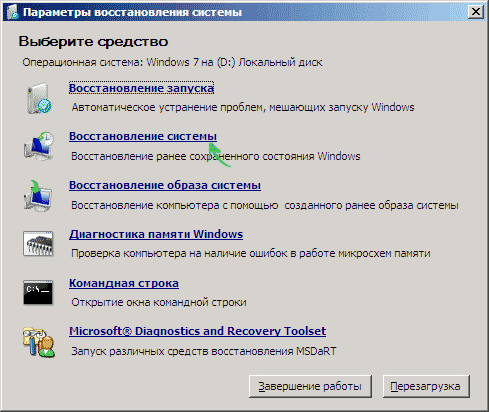 Параметры восстановления системы
Выберите средство
Операционная система: Windows 7 на (D:) Локальный диск
Восстановление запуска
Автоматическое устранение проблем, мешающих запуску Windows
Восстановление системы
Восстановление ранее сохраненного состояния Windows
Восстановление образа системы
Восстановление компьютера с помощью созданного ранее образа системы
Диагностика памяти Windows
Проверка компьютера на наличие ошибок в работе микросхем памяти
C:\_
Командная строка
Открытие окна командной строки
Microsoft® Diagnostics and Recovery Toolset
Запуск различных средств восстановления MSDaRT
Завершение работы
Перезагрузка